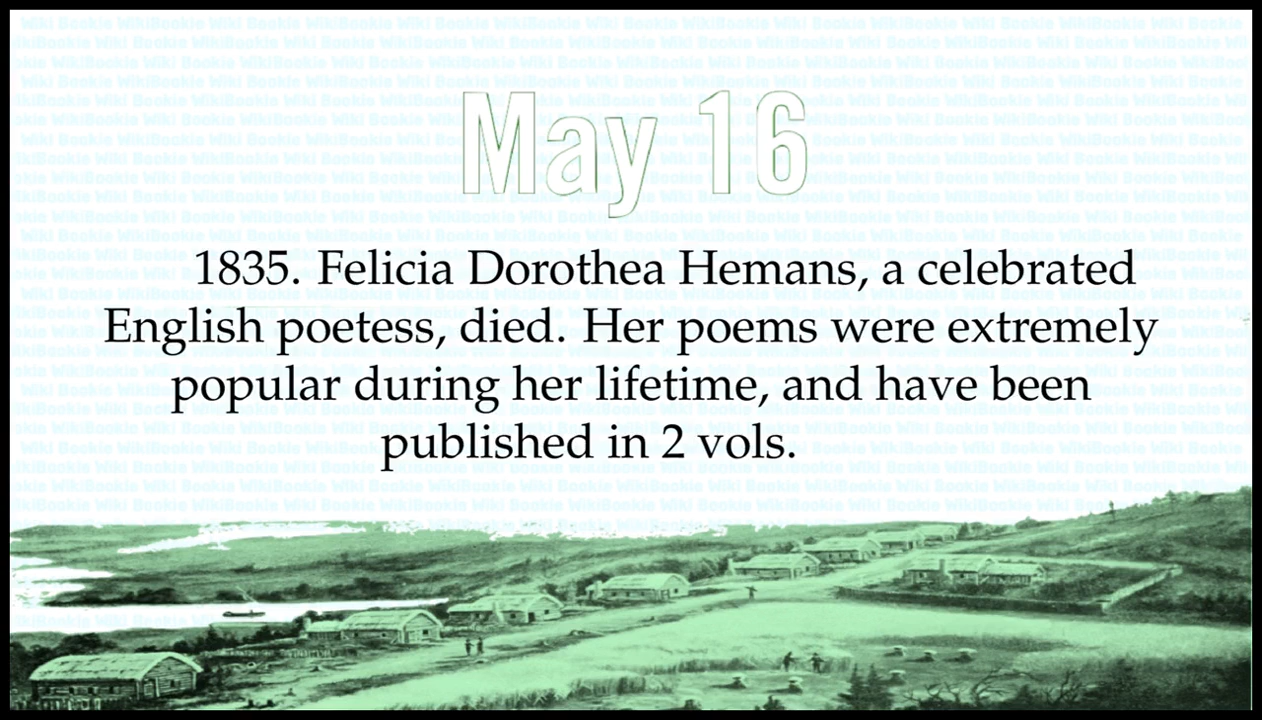 May 16
1835. Felicia Dorothea Hemans, a celebrated
English poetess, died. Her poems were extremely
popular during her lifetime, and have been
published in 2 vols.